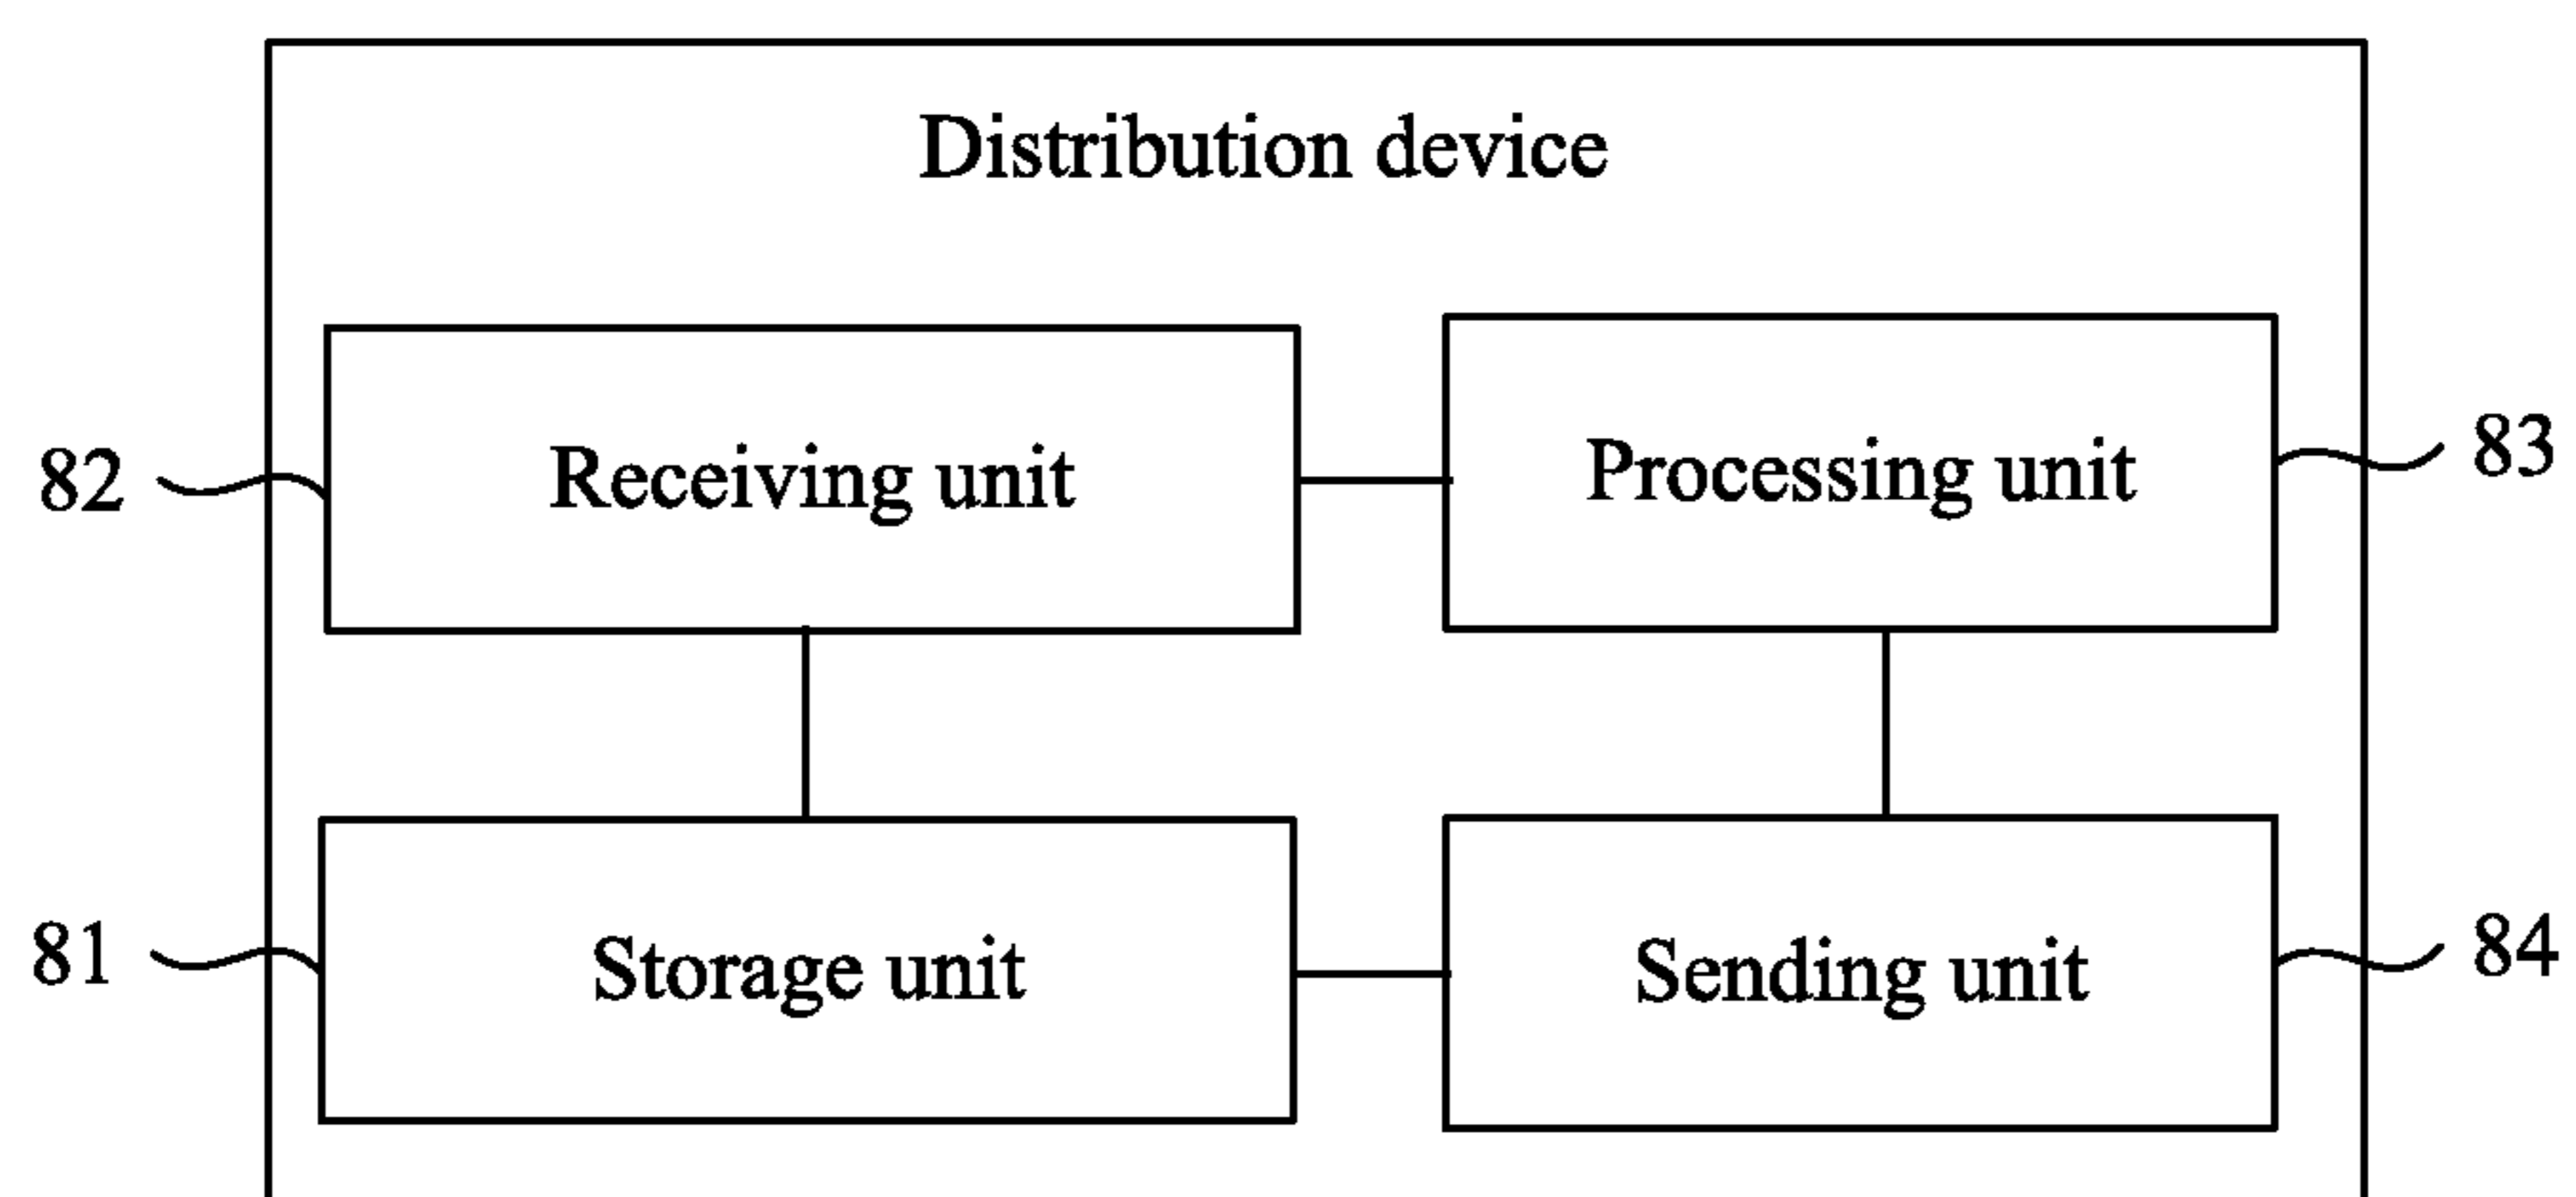 Distribution device
82
Receiving unit
Processing unit
83
81
Storage unit
Sending unit
84